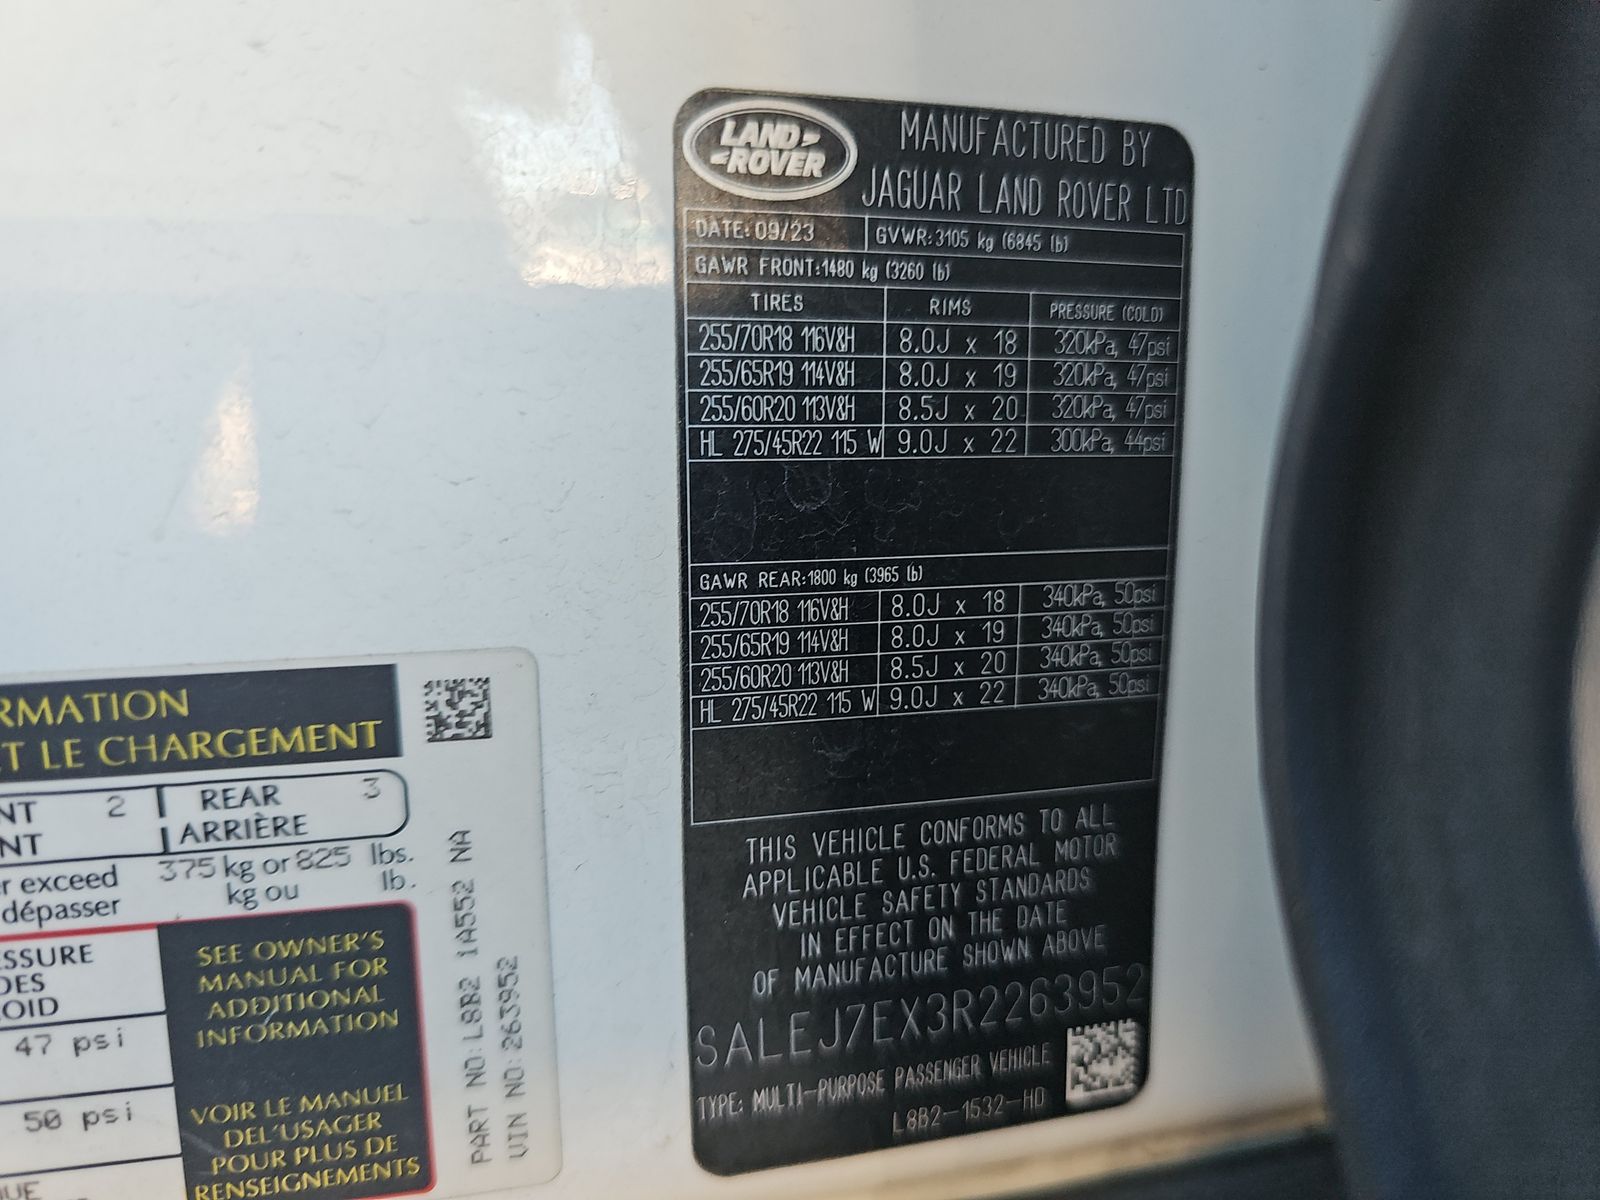 LAND
ROVER
MANUFACTURED BY
JAGUAR LAND ROVER LTD
DATE: 09/23 GVWR:3105 kg (6845 lb)
GAWR FRONT:1480 kg (3260 lb)
TIRES RIMS PRESSURE (COLD)
255/70R18 116V&H 8.0J x 18 320kPa, 47psi
255/65R19 114V&H 8.0J x 19 320kPa, 47psi
255/60R20 113V&H 8.5J x 20 320kPa, 47psi
HL 275/45R22 115 W 9.0J x 22 300kPa, 44psi
GAWR REAR:1800 kg (3965 lb)
255/70R18 116V&H 8.0J x 18 340kPa, 50psi
255/65R19 114V&H 8.0J x 19 340kPa, 50psi
255/60R20 113V&H 8.5J x 20 340kPa, 50psi
HL 275/45R22 115 W 9.0J x 22 340kPa, 50psi
THIS VEHICLE CONFORMS TO ALL
APPLICABLE U.S. FEDERAL MOTOR
VEHICLE SAFETY STANDARDS
IN EFFECT ON THE DATE
OF MANUFACTURE SHOWN ABOVE
SALEJ7EX3R2263952
TYPE: MULTI-PURPOSE PASSENGER VEHICLE
L8B2-1532-HD
RMATION
ET LE CHARGEMENT
NT 2 REAR 3
NT ARRIÈRE
r exceed 375 kg or 825 lbs.
dépasser kg ou lb.
SSURE
DES
OID
47 psi
50 psi
UE
SEE OWNER'S
MANUAL FOR
ADDITIONAL
INFORMATION
VOIR LE MANUEL
DEL'USAGER
POUR PLUS DE
RENSEIGNEMENTS
PART NO: L8B2 1A552 NA
VIN NO: 263952